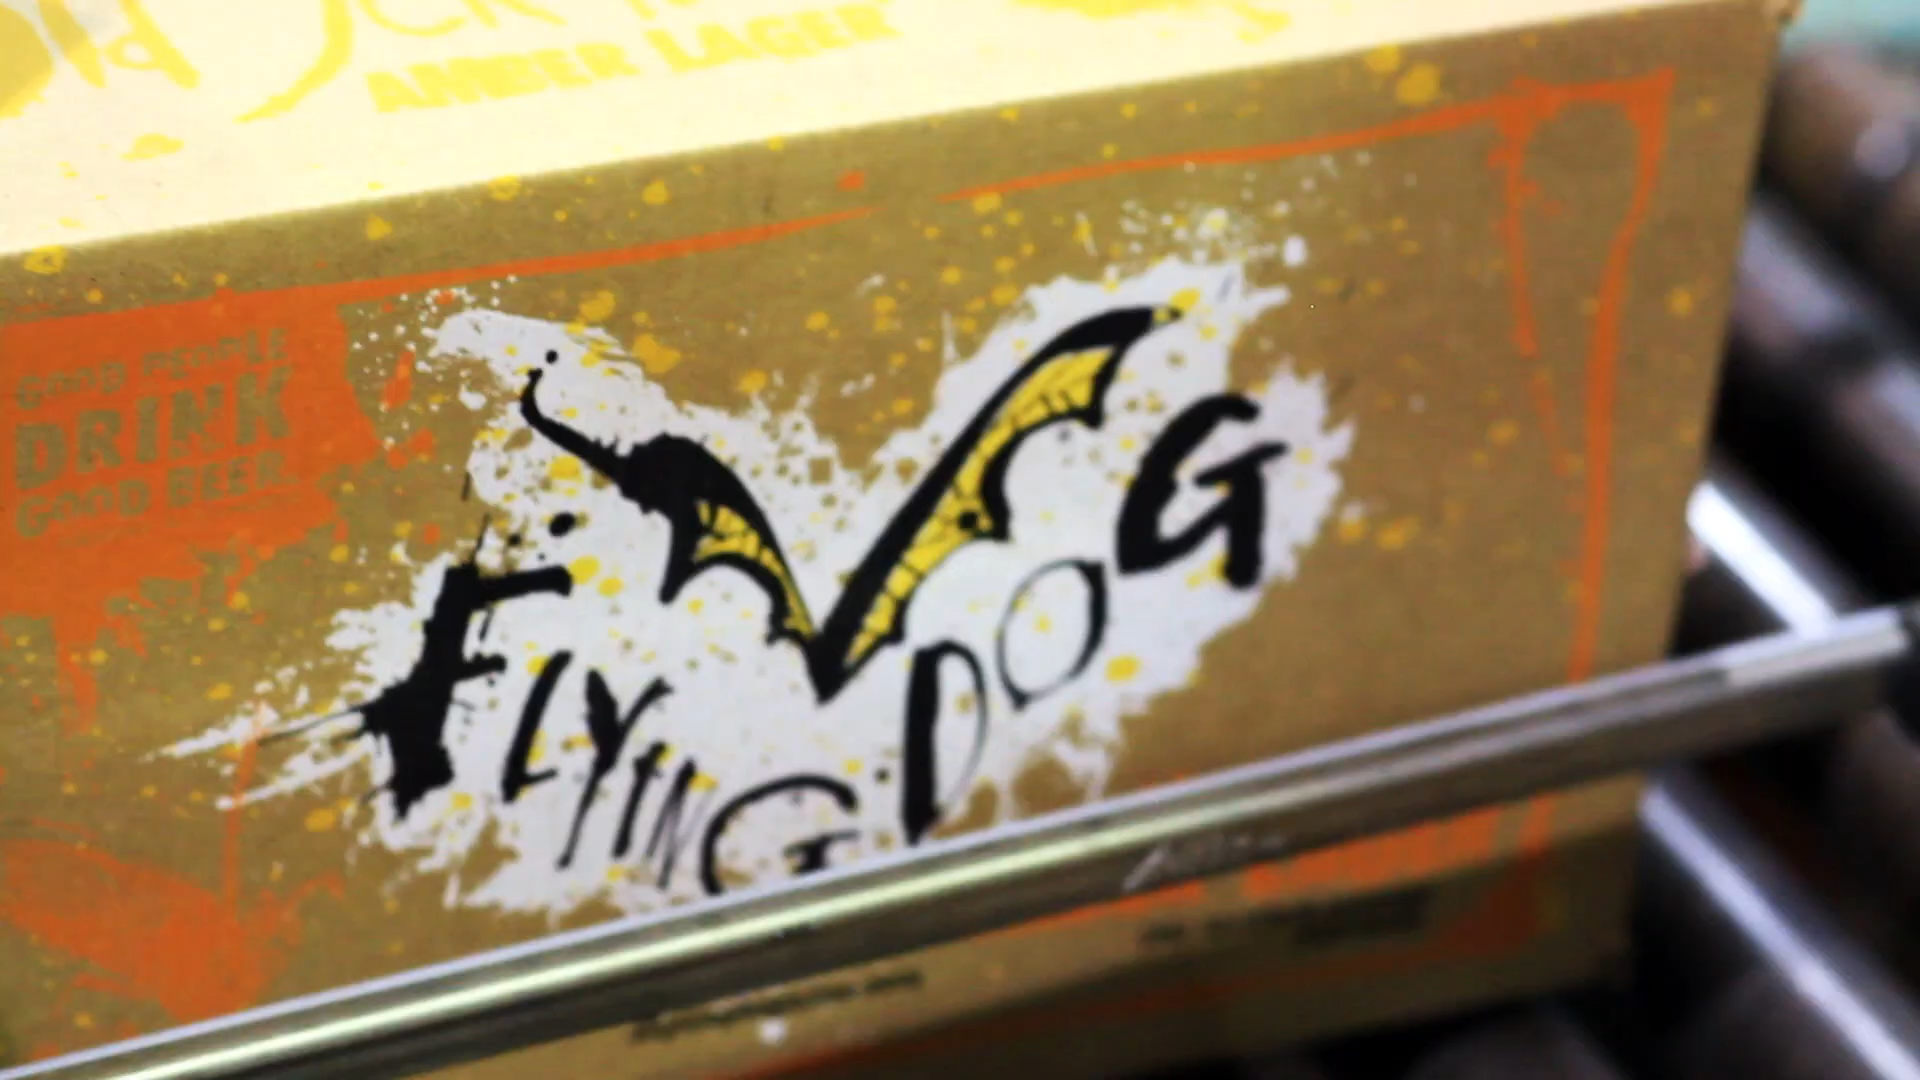 AMBER LAGER
GOOD PEOPLE
DRINK
GOOD BEER.
FLYING DOG